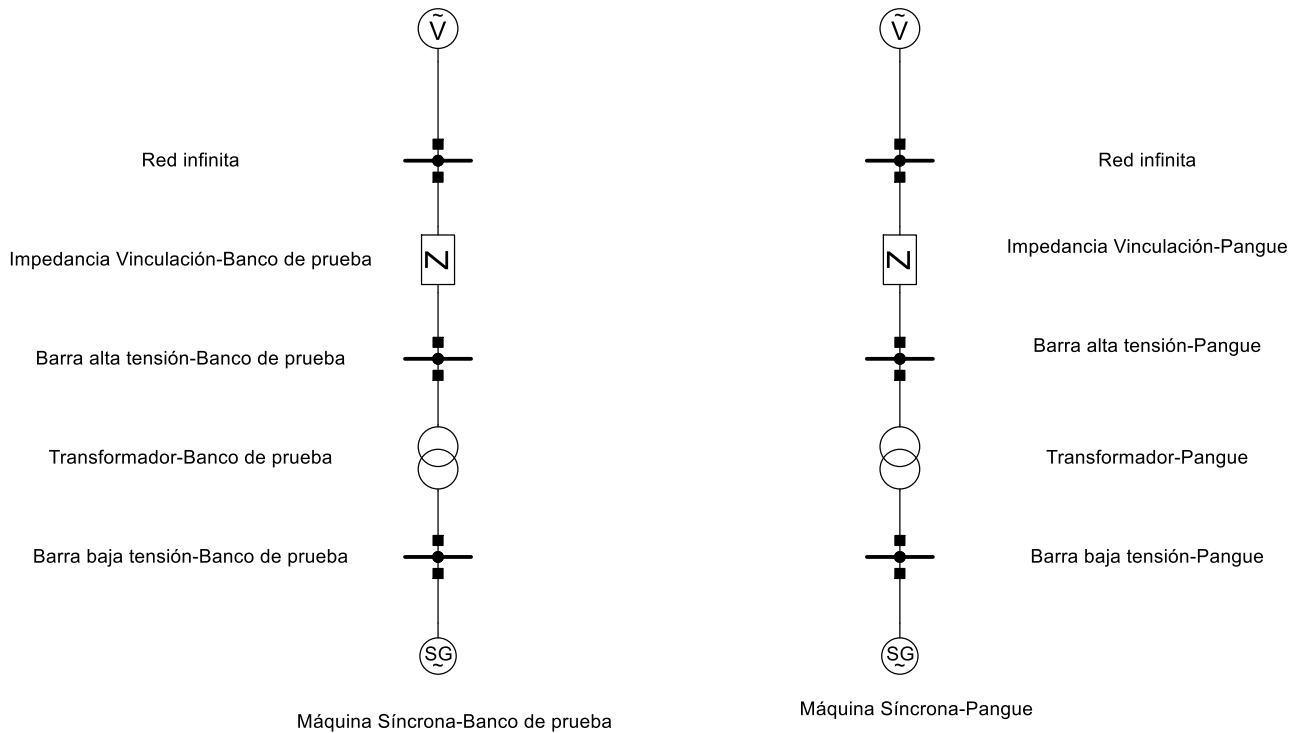 Ṽ
Ṽ
Red infinita
Red infinita
Impedancia Vinculación-Banco de prueba
Z
Z
Impedancia Vinculación-Pangue
Barra alta tensión-Banco de prueba
Barra alta tensión-Pangue
Transformador-Banco de prueba
Transformador-Pangue
Barra baja tensión-Banco de prueba
Barra baja tensión-Pangue
SG
~
SG
~
Máquina Síncrona-Banco de prueba
Máquina Síncrona-Pangue